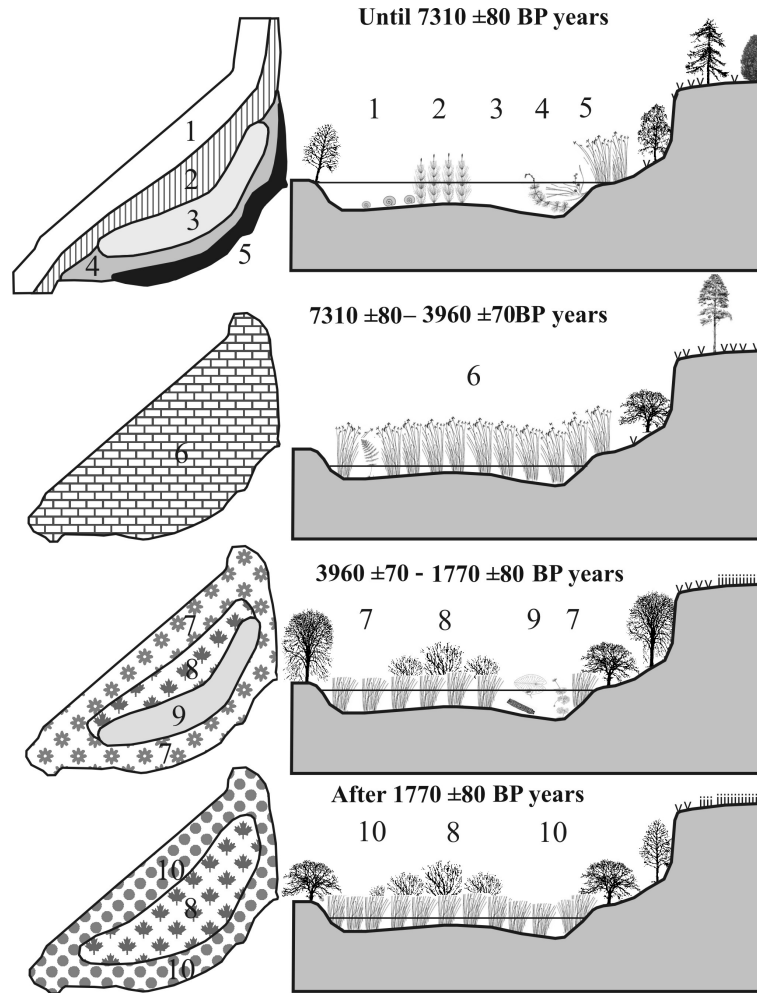 Until 7310 ±80 BP years
1 2 3 4 5
1
2
3
4
5
7310 ±80– 3960 ±70BP years
6
6
3960 ±70 - 1770 ±80 BP years
7 8 9 7
7
8
9
7
After 1770 ±80 BP years
10 8 10
10
8
10